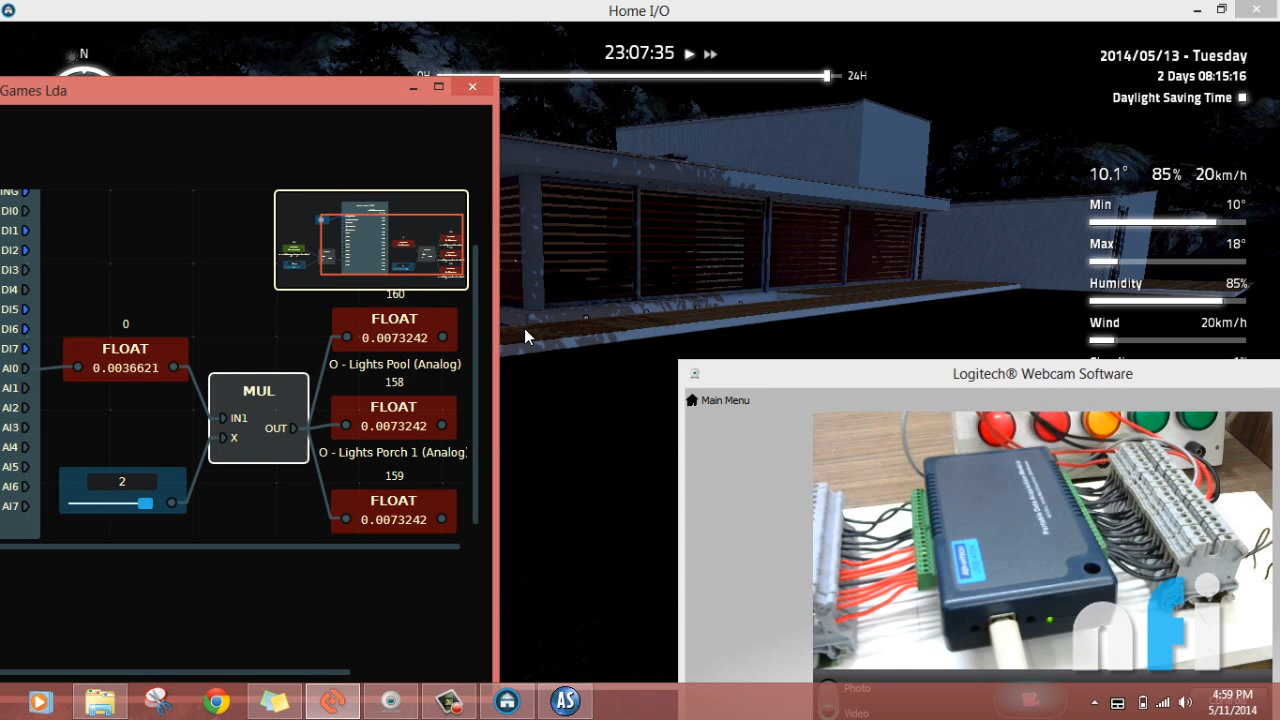 Home I/O
N
23:07:35
0H
24H
2014/05/13 - Tuesday
2 Days 08:15:16
Daylight Saving Time
10.1° 85% 20km/h
Min 10°
Max 18°
Humidity 85%
Wind 20km/h
Games Lda
ING
DI0
DI1
DI2
DI3
DI4
DI5
DI6
DI7
AI0
AI1
AI2
AI3
AI4
AI5
AI6
AI7
0
FLOAT
0.0036621
2
MUL
IN1
X
OUT
160
FLOAT
0.0073242
O - Lights Pool (Analog)
158
FLOAT
0.0073242
O - Lights Porch 1 (Analog)
159
FLOAT
0.0073242
Logitech® Webcam Software
Main Menu
nfi
Photo
Video
AS
4:59 PM
5/11/2014